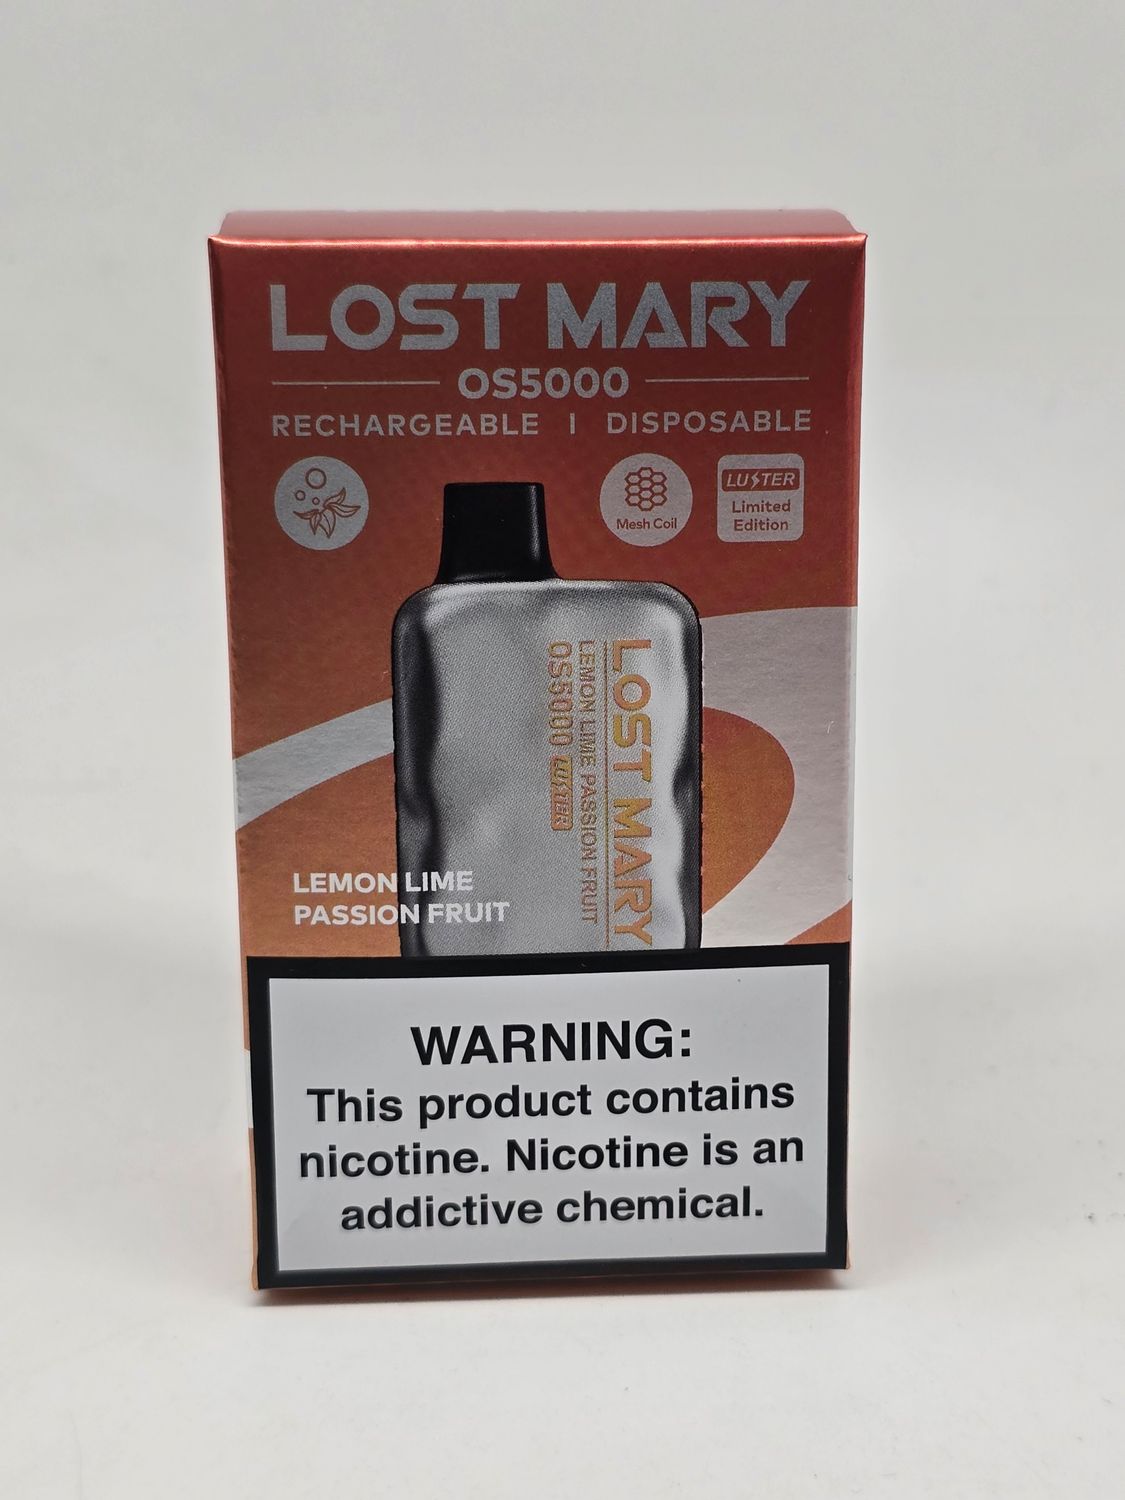 LOST MARY
OS5000
RECHARGEABLE | DISPOSABLE
Mesh Coil
LUSTER
Limited
Edition
LOST MARY
LEMON LIME PASSION FRUIT
OS5000 LUSTER
LEMON LIME
PASSION FRUIT
WARNING:
This product contains
nicotine. Nicotine is an
addictive chemical.